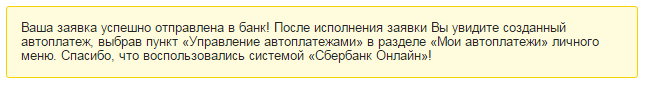 Ваша заявка успешно отправлена в банк! После исполнения заявки Вы увидите созданный
автоплатеж, выбрав пункт «Управление автоплатежами» в разделе «Мои автоплатежи» личного
меню. Спасибо, что воспользовались системой «Сбербанк Онлайн»!